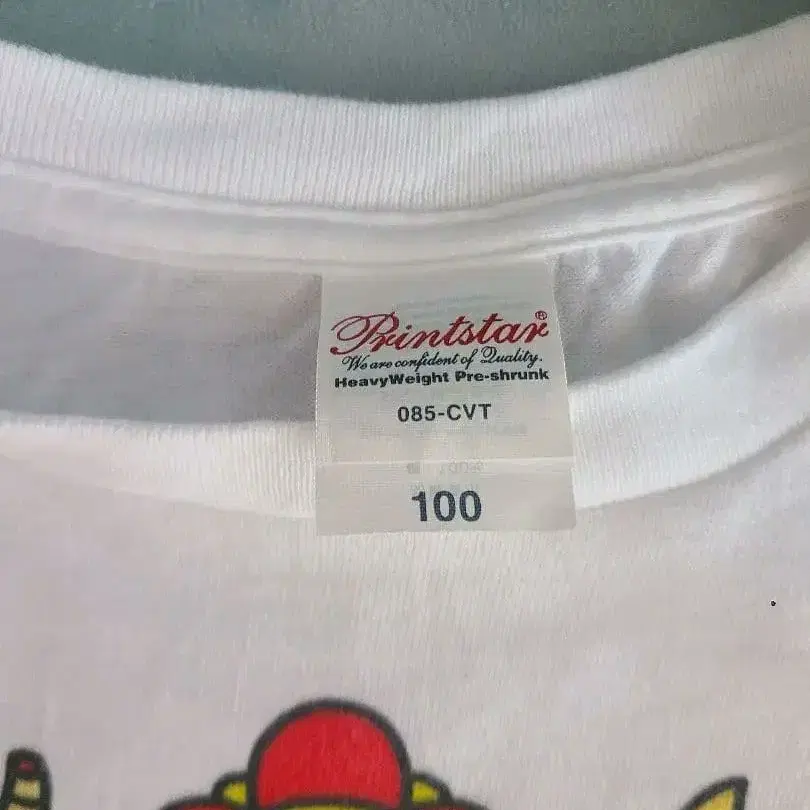 Printstar®
We are confident of Quality.
HeavyWeight Pre-shrunk
085-CVT
100